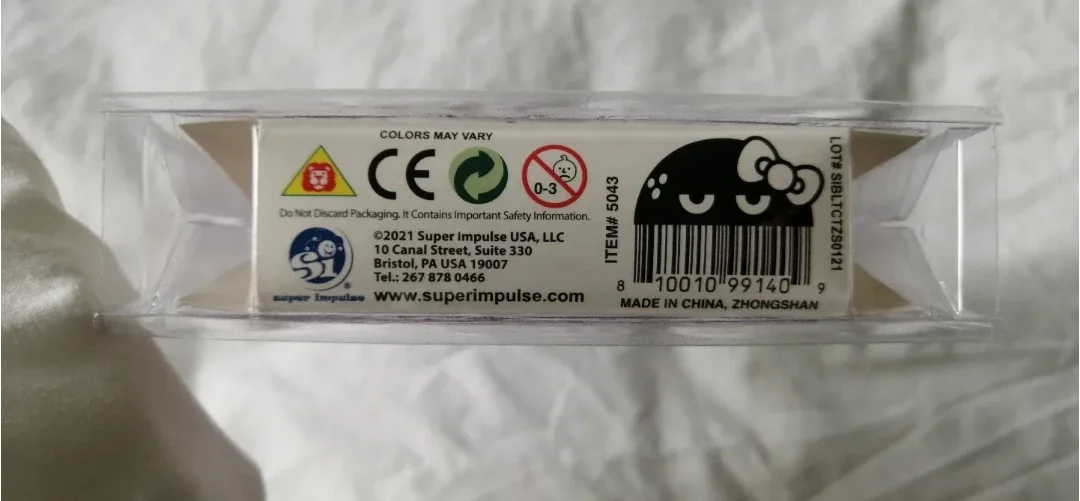 COLORS MAY VARY
CE
0-3
Do Not Discard Packaging. It Contains Important Safety Information.
©2021 Super Impulse USA, LLC
10 Canal Street, Suite 330
Bristol, PA USA 19007
Tel.: 267 878 0466
www.superimpulse.com
Si
®
super impulse
ITEM# 5043
8 10010 99140 9
MADE IN CHINA, ZHONGSHAN
LOT# SIBLTCTZS0121